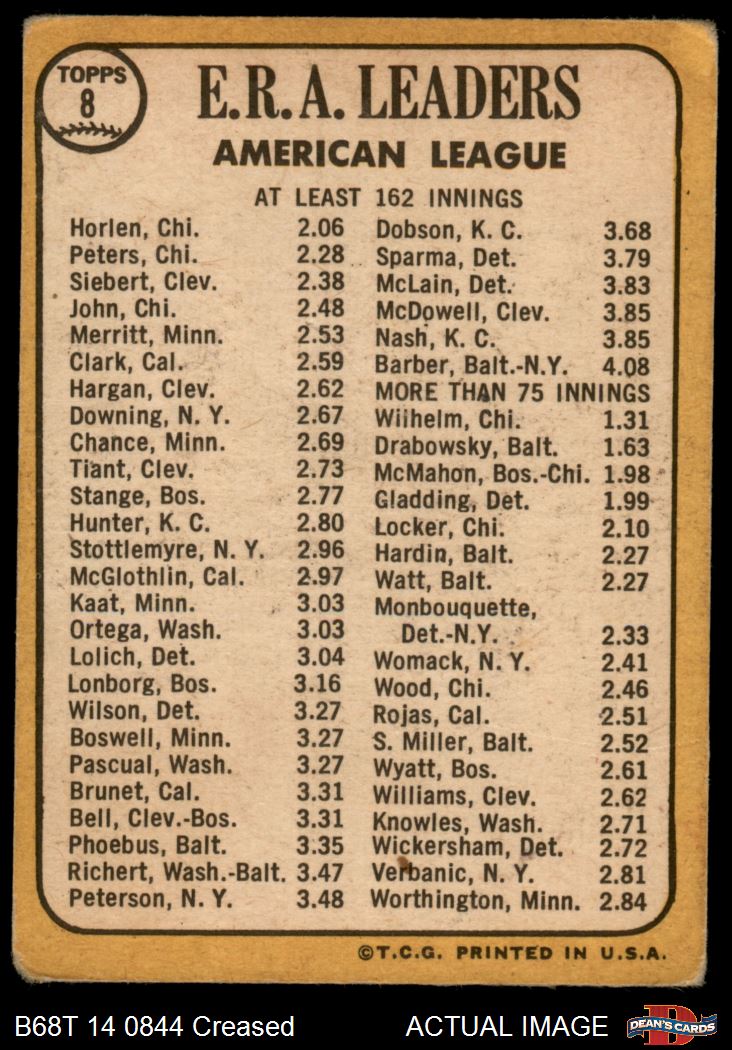 TOPPS
8
E.R.A. LEADERS
AMERICAN LEAGUE
AT LEAST 162 INNINGS
Horlen, Chi. 2.06
Peters, Chi. 2.28
Siebert, Clev. 2.38
John, Chi. 2.48
Merritt, Minn. 2.53
Clark, Cal. 2.59
Hargan, Clev. 2.62
Downing, N. Y. 2.67
Chance, Minn. 2.69
Tiant, Clev. 2.73
Stange, Bos. 2.77
Hunter, K. C. 2.80
Stottlemyre, N. Y. 2.96
McGlothlin, Cal. 2.97
Kaat, Minn. 3.03
Ortega, Wash. 3.03
Lolich, Det. 3.04
Lonborg, Bos. 3.16
Wilson, Det. 3.27
Boswell, Minn. 3.27
Pascual, Wash. 3.27
Brunet, Cal. 3.31
Bell, Clev.-Bos. 3.31
Phoebus, Balt. 3.35
Richert, Wash.-Balt. 3.47
Peterson, N. Y. 3.48
Dobson, K. C. 3.68
Sparma, Det. 3.79
McLain, Det. 3.83
McDowell, Clev. 3.85
Nash, K. C. 3.85
Barber, Balt.-N.Y. 4.08
MORE THAN 75 INNINGS
Wilhelm, Chi. 1.31
Drabowsky, Balt. 1.63
McMahon, Bos.-Chi. 1.98
Gladding, Det. 1.99
Locker, Chi. 2.10
Hardin, Balt. 2.27
Watt, Balt. 2.27
Monbouquette,
Det.-N.Y. 2.33
Womack, N. Y. 2.41
Wood, Chi. 2.46
Rojas, Cal. 2.51
S. Miller, Balt. 2.52
Wyatt, Bos. 2.61
Williams, Clev. 2.62
Knowles, Wash. 2.71
Wickersham, Det. 2.72
Verbanic, N. Y. 2.81
Worthington, Minn. 2.84
©T.C.G. PRINTED IN U.S.A.
B68T 14 0844 Creased
ACTUAL IMAGE
D
DEAN'S CARDS